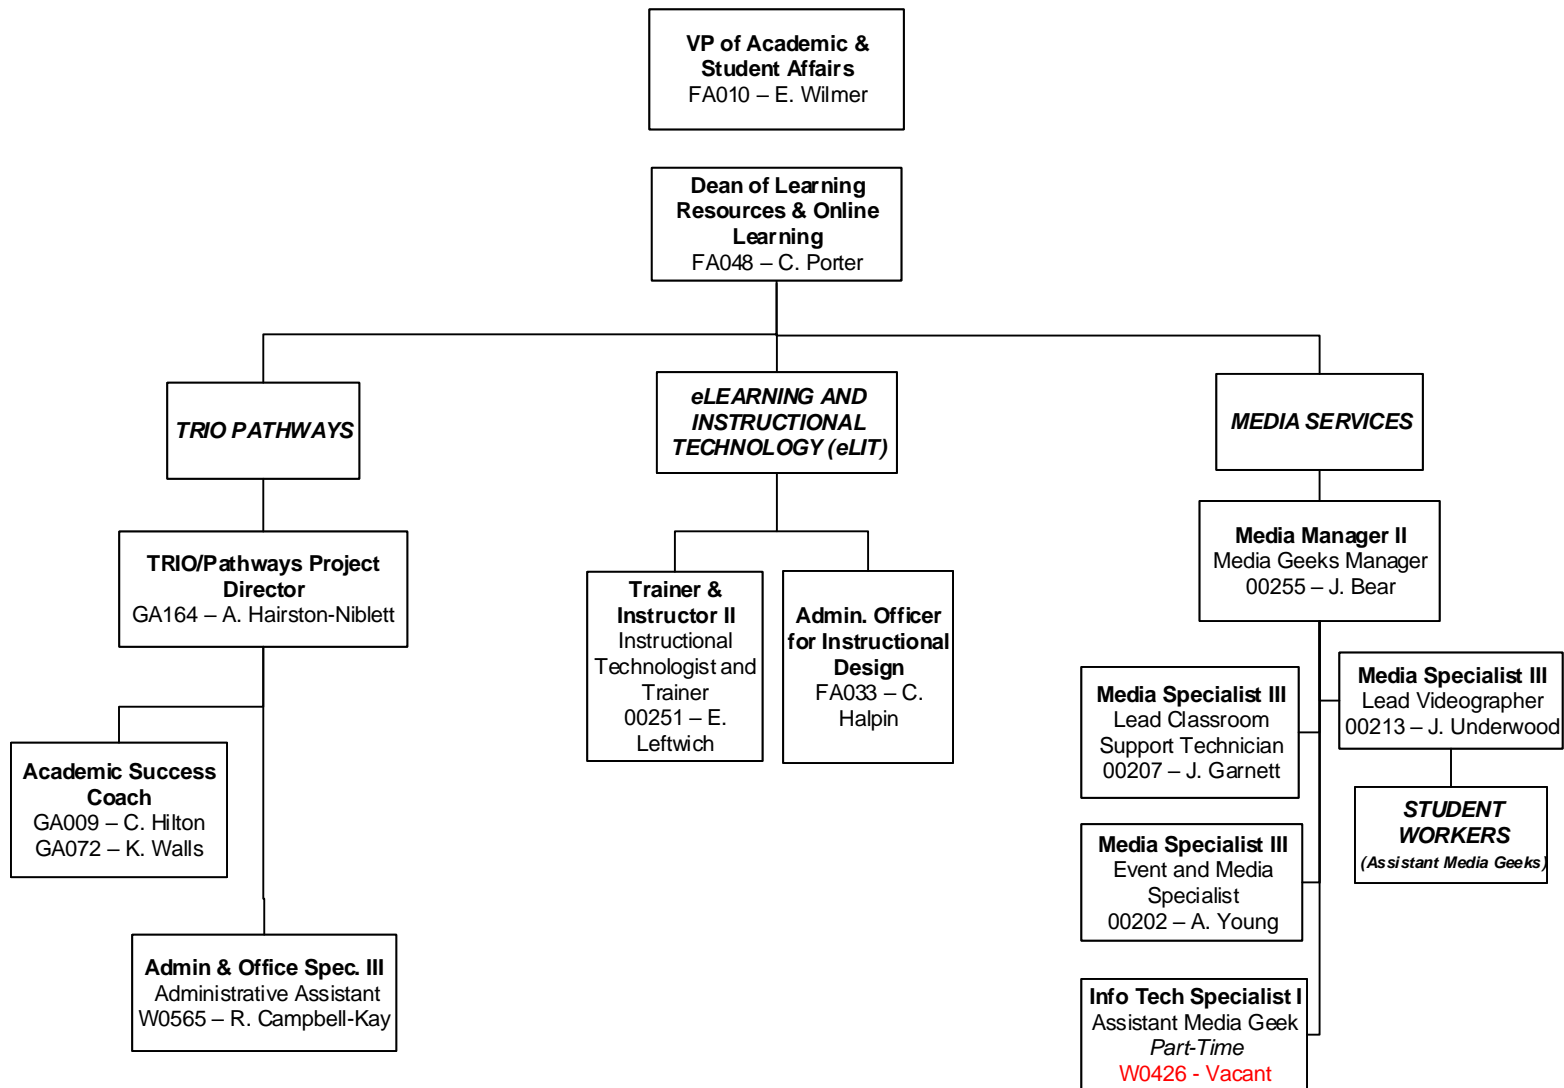 VP of Academic &
Student Affairs
FA010 – E. Wilmer
Dean of Learning
Resources & Online
Learning
FA048 – C. Porter
TRIO PATHWAYS
eLEARNING AND
INSTRUCTIONAL
TECHNOLOGY (eLIT)
MEDIA SERVICES
TRIO/Pathways Project
Director
GA164 – A. Hairston-Niblett
Academic Success
Coach
GA009 – C. Hilton
GA072 – K. Walls
Admin & Office Spec. III
Administrative Assistant
W0565 – R. Campbell-Kay
Trainer &
Instructor II
Instructional
Technologist and
Trainer
00251 – E.
Leftwich
Admin. Officer
for Instructional
Design
FA033 – C.
Halpin
Media Manager II
Media Geeks Manager
00255 – J. Bear
Media Specialist III
Lead Classroom
Support Technician
00207 – J. Garnett
Media Specialist III
Lead Videographer
00213 – J. Underwood
STUDENT
WORKERS
(Assistant Media Geeks)
Media Specialist III
Event and Media
Specialist
00202 – A. Young
Info Tech Specialist I
Assistant Media Geek
Part-Time
W0426 - Vacant